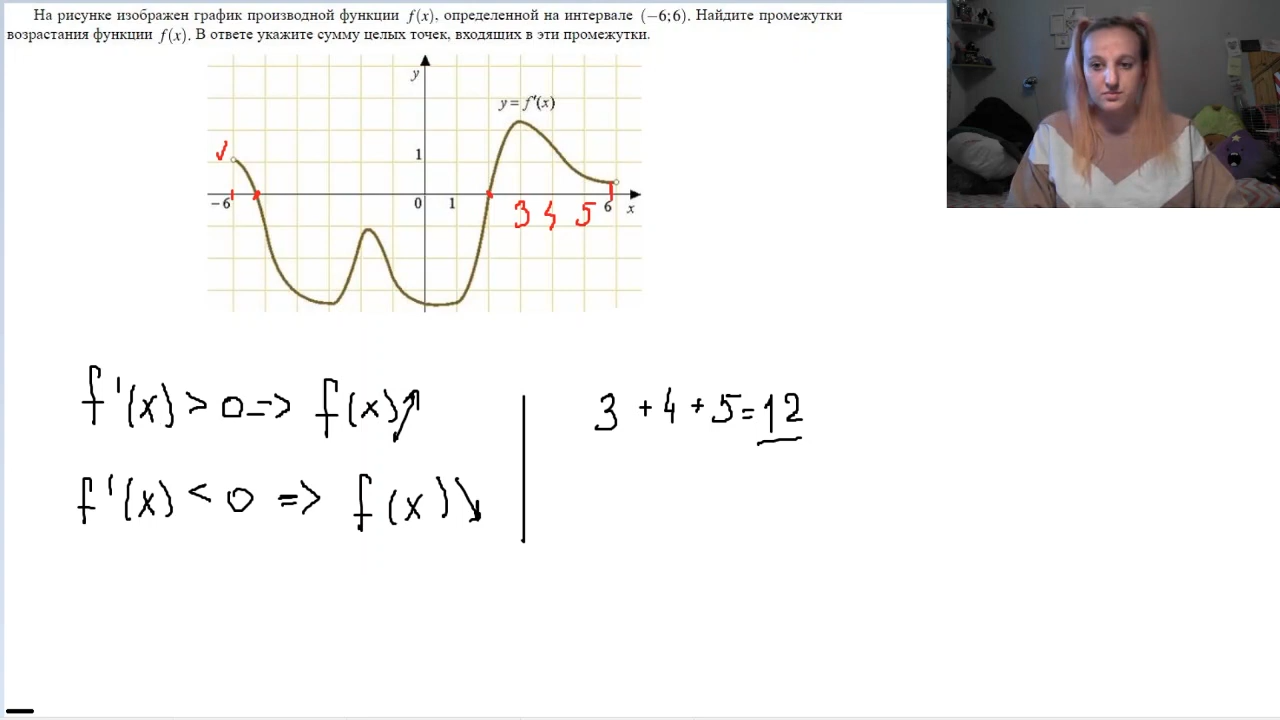 На рисунке изображен график производной функции f(x), определенной на интервале (−6;6). Найдите промежутки
возрастания функции f(x). В ответе укажите сумму целых точек, входящих в эти промежутки.
y
y = f'(x)
1
−6 0 1 3 4 5 6 x
f'(x) > 0 => f(x)↗
3 + 4 + 5 = 12
f'(x) < 0 => f(x)↘